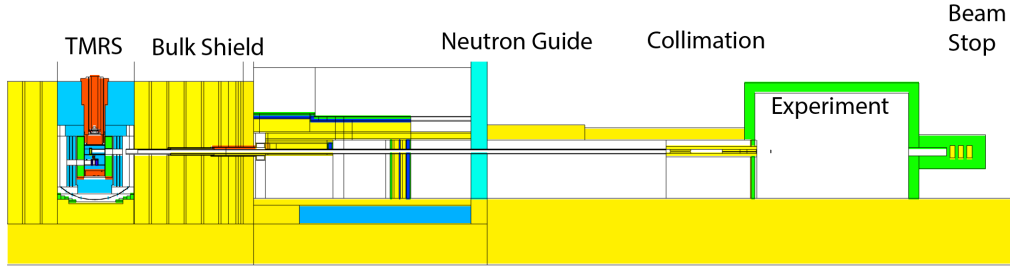 TMRS
Bulk Shield
Neutron Guide
Collimation
Beam
Stop
Experiment